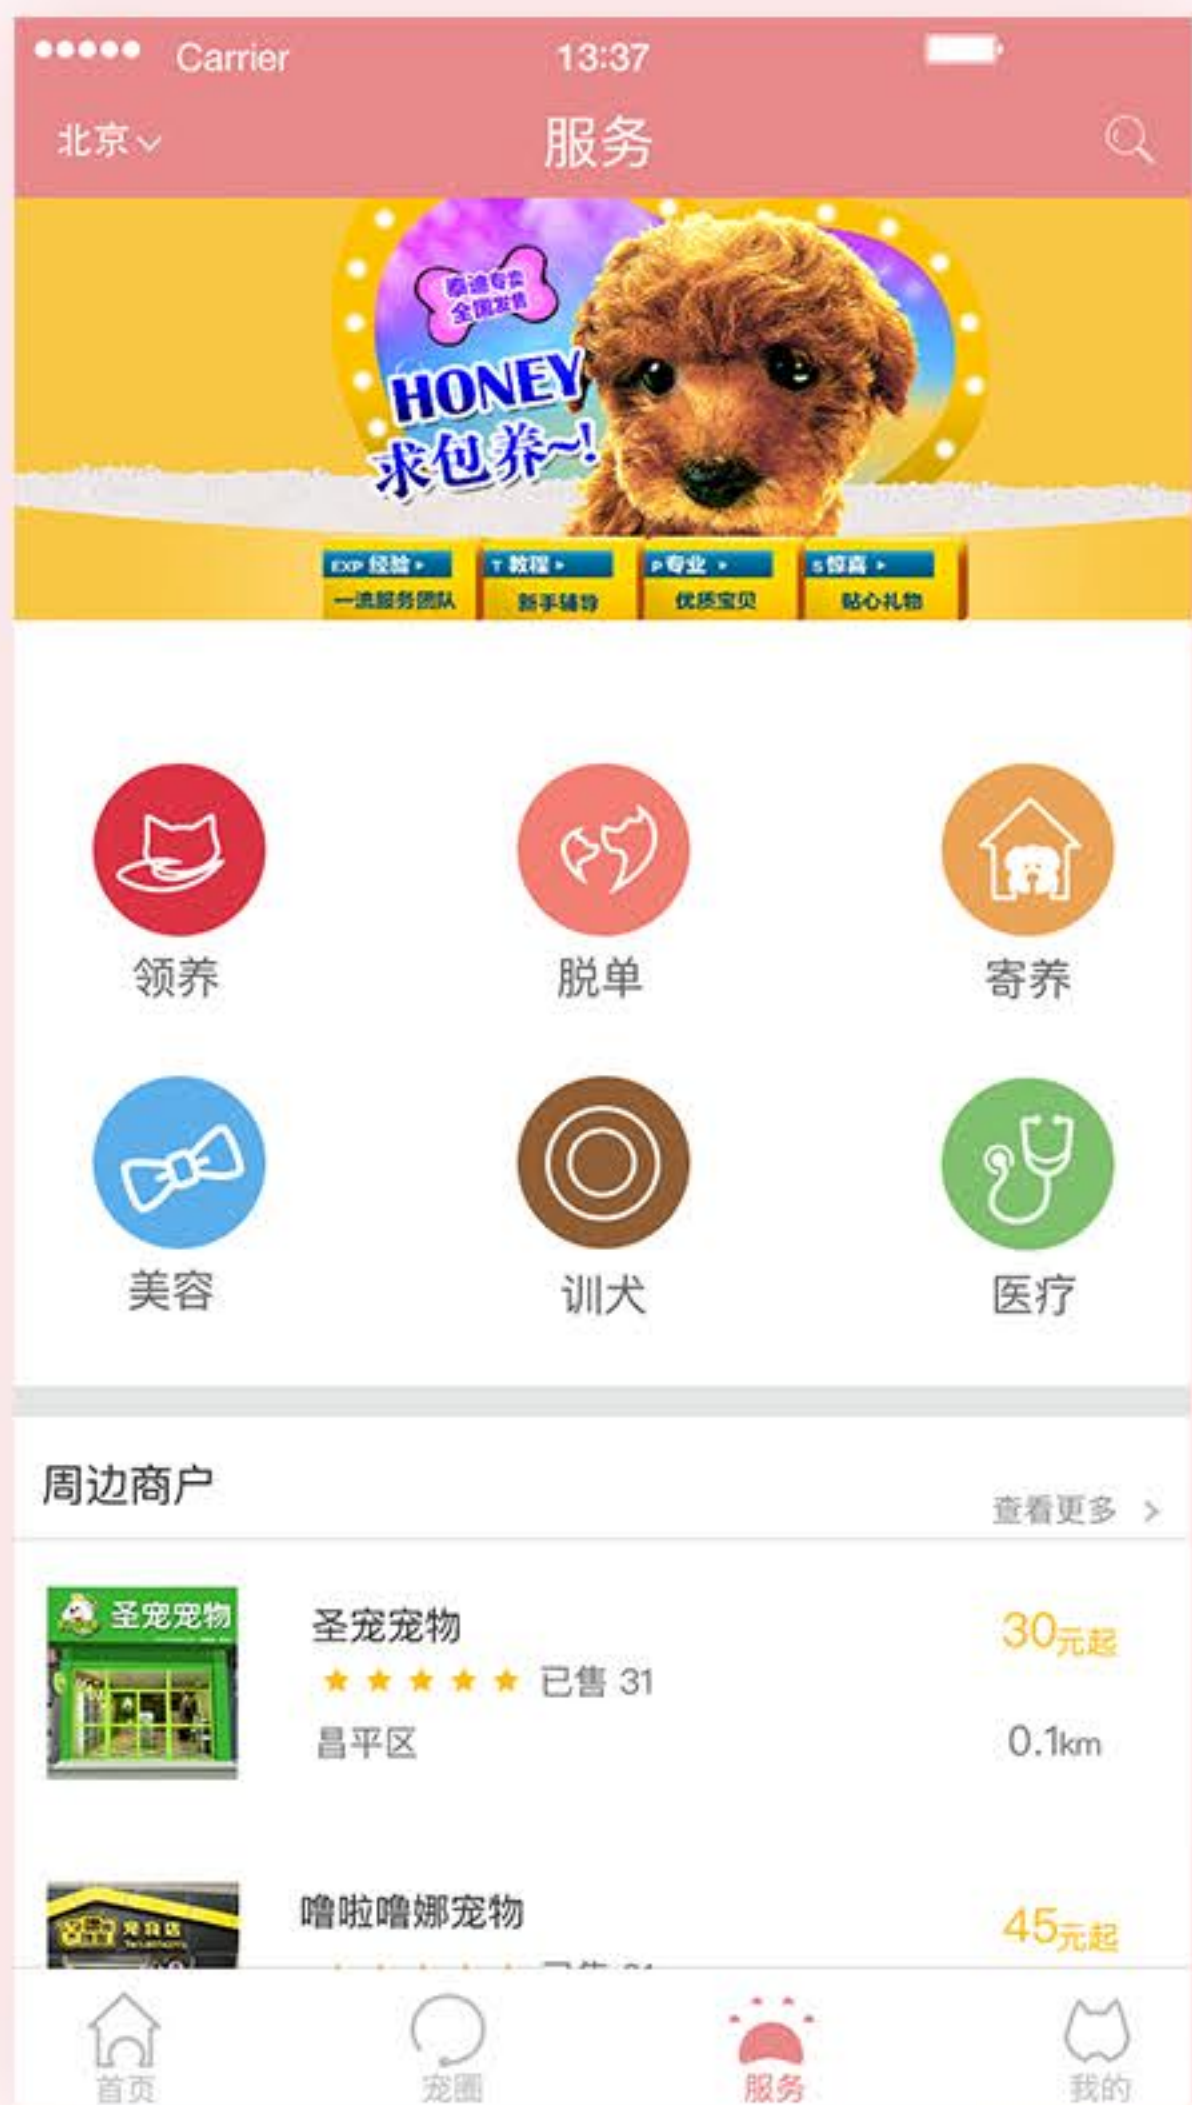 Carrier 13:37
北京 服务
泰迪专卖
全国发售
HONEY
求包养~!
EXP 经验 T 教程 P 专业 S 惊喜
一流服务团队 新手辅导 优质宝贝 贴心礼物
领养 脱单 寄养
美容 训犬 医疗
周边商户
查看更多 >
圣宠宠物
圣宠宠物
30元起
已售 31
昌平区
0.1km
噜啦噜娜宠物
45元起
首页 宠圈 服务 我的